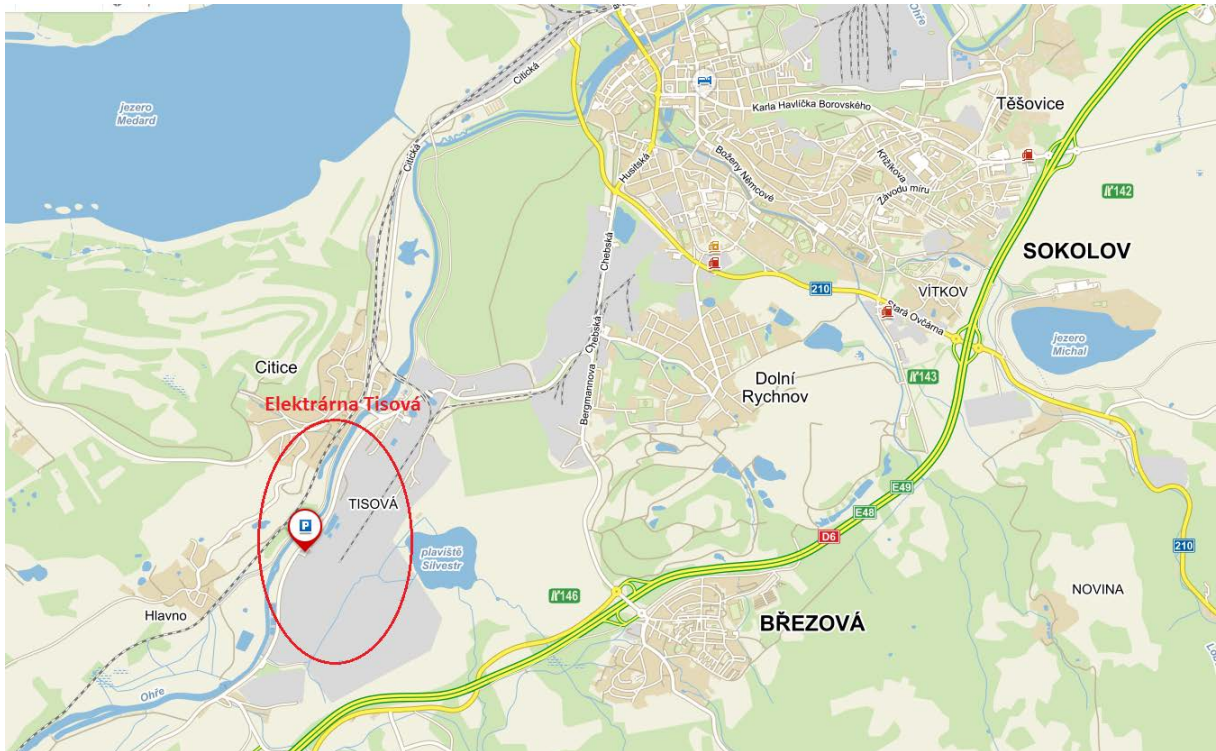 Ohře
Citická
jezero
Medard
Citická
Karla Havlíčka Borovského
Těšovice
Husitská
Boženy Němcové
Křižíkova
Závodu míru
142
Chebská
SOKOLOV
210
VÍTKOV
Stará Ovčárna
Chebská
jezero
Michal
Citice
Dolní
Rychnov
143
Bergmannova
Elektrárna Tisová
E49
TISOVÁ
P
E48
D6
plaviště
Silvestr
210
Hlavno
146
NOVINA
BŘEZOVÁ
Ohře